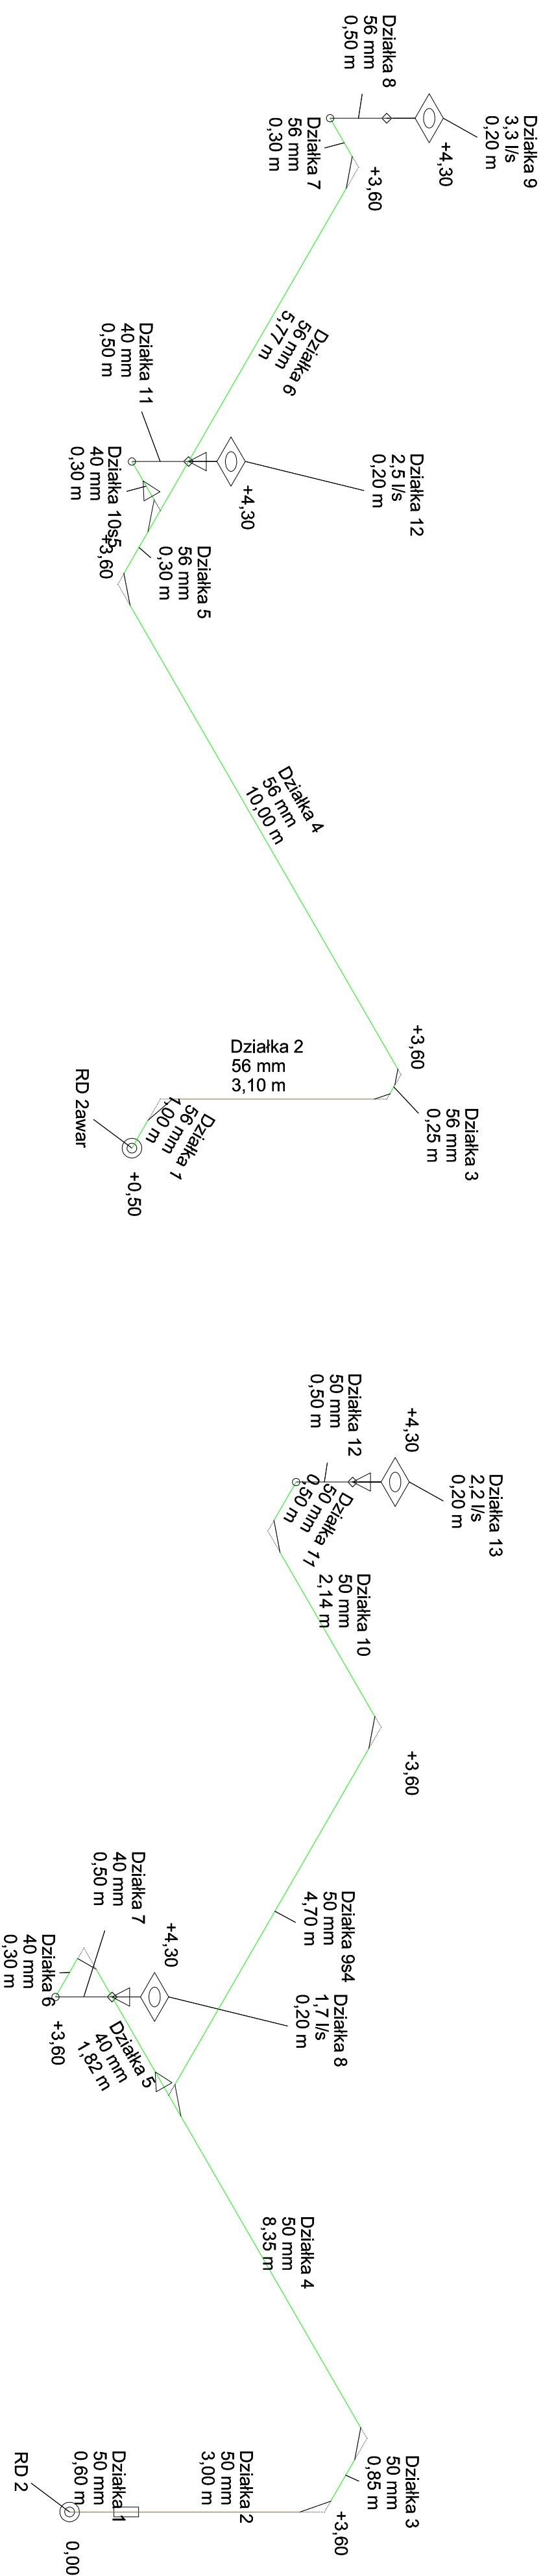 Działka 9
3,3 l/s
0,20 m
Działka 8
56 mm
0,50 m
+4,30
Działka 7
56 mm
0,30 m
+3,60
Działka 6
56 mm
5,77 m
Działka 11
40 mm
0,50 m
Działka 12
2,5 l/s
0,20 m
+4,30
Działka 10s5
40 mm
0,30 m
+3,60
Działka 5
56 mm
0,30 m
Działka 4
56 mm
10,00 m
+3,60
Działka 3
56 mm
0,25 m
Działka 2
56 mm
3,10 m
Działka 1
56 mm
1,00 m
RD 2awar
+0,50
Działka 12
50 mm
0,50 m
+4,30
Działka 13
2,2 l/s
0,20 m
Działka 11
50 mm
0,50 m
Działka 10
50 mm
2,14 m
+3,60
Działka 9s4
50 mm
4,70 m
Działka 7
40 mm
0,50 m
+4,30
Działka 8
1,7 l/s
0,20 m
Działka 6
40 mm
0,30 m
+3,60
Działka 5
40 mm
1,82 m
Działka 4
50 mm
8,35 m
Działka 3
50 mm
0,85 m
+3,60
Działka 2
50 mm
3,00 m
Działka 1
50 mm
0,60 m
RD 2
0,00